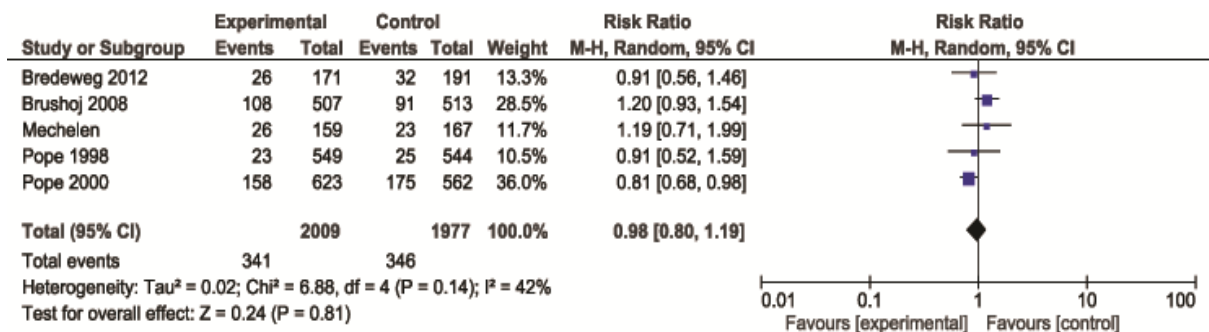 Experimental Control Risk Ratio Risk Ratio
Study or Subgroup Events Total Events Total Weight M-H, Random, 95% CI M-H, Random, 95% CI
Bredeweg 2012 26 171 32 191 13.3% 0.91 [0.56, 1.46]
Brushoj 2008 108 507 91 513 28.5% 1.20 [0.93, 1.54]
Mechelen 26 159 23 167 11.7% 1.19 [0.71, 1.99]
Pope 1998 23 549 25 544 10.5% 0.91 [0.52, 1.59]
Pope 2000 158 623 175 562 36.0% 0.81 [0.68, 0.98]
Total (95% CI) 2009 1977 100.0% 0.98 [0.80, 1.19]
Total events 341 346
Heterogeneity: Tau² = 0.02; Chi² = 6.88, df = 4 (P = 0.14); I² = 42%
Test for overall effect: Z = 0.24 (P = 0.81)
0.01 0.1 1 10 100
Favours [experimental] Favours [control]